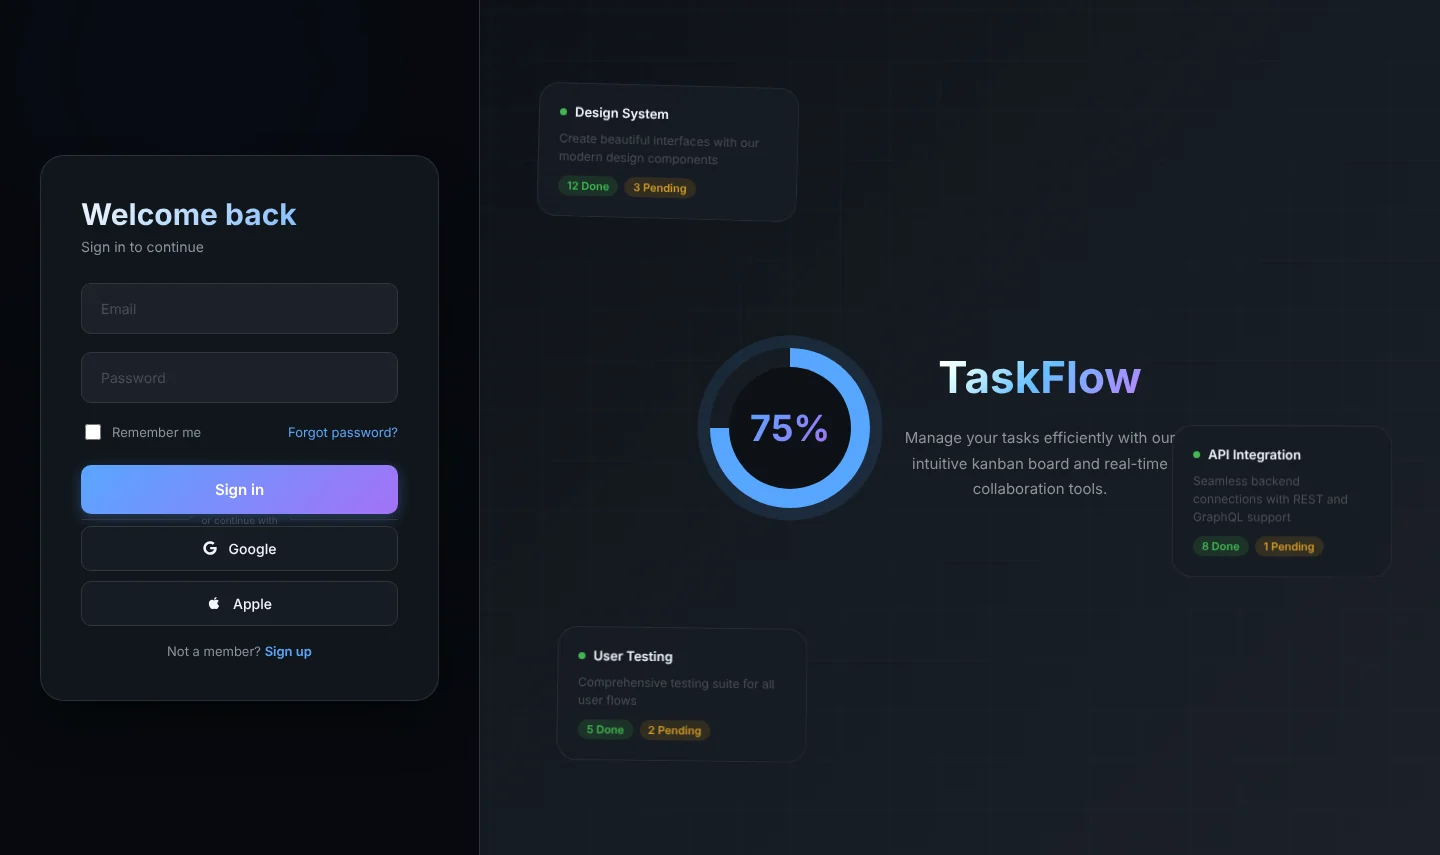 Welcome back
Sign in to continue
Email
Password
Remember me
Forgot password?
Sign in
or continue with
Google
Apple
Not a member? Sign up
Design System
Create beautiful interfaces with our
modern design components
12 Done
3 Pending
75%
TaskFlow
Manage your tasks efficiently with our
intuitive kanban board and real-time
collaboration tools.
API Integration
Seamless backend
connections with REST and
GraphQL support
8 Done
1 Pending
User Testing
Comprehensive testing suite for all
user flows
5 Done
2 Pending